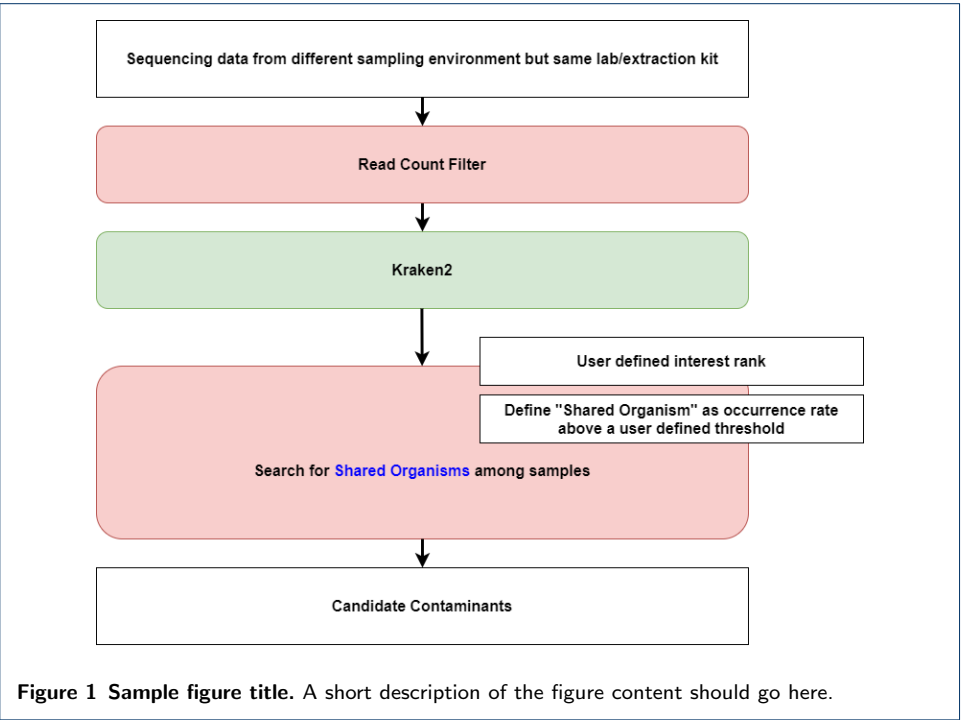 Sequencing data from different sampling environment but same lab/extraction kit
Read Count Filter
Kraken2
User defined interest rank
Define "Shared Organism" as occurrence rate
above a user defined threshold
Search for Shared Organisms among samples
Candidate Contaminants
Figure 1 Sample figure title. A short description of the figure content should go here.